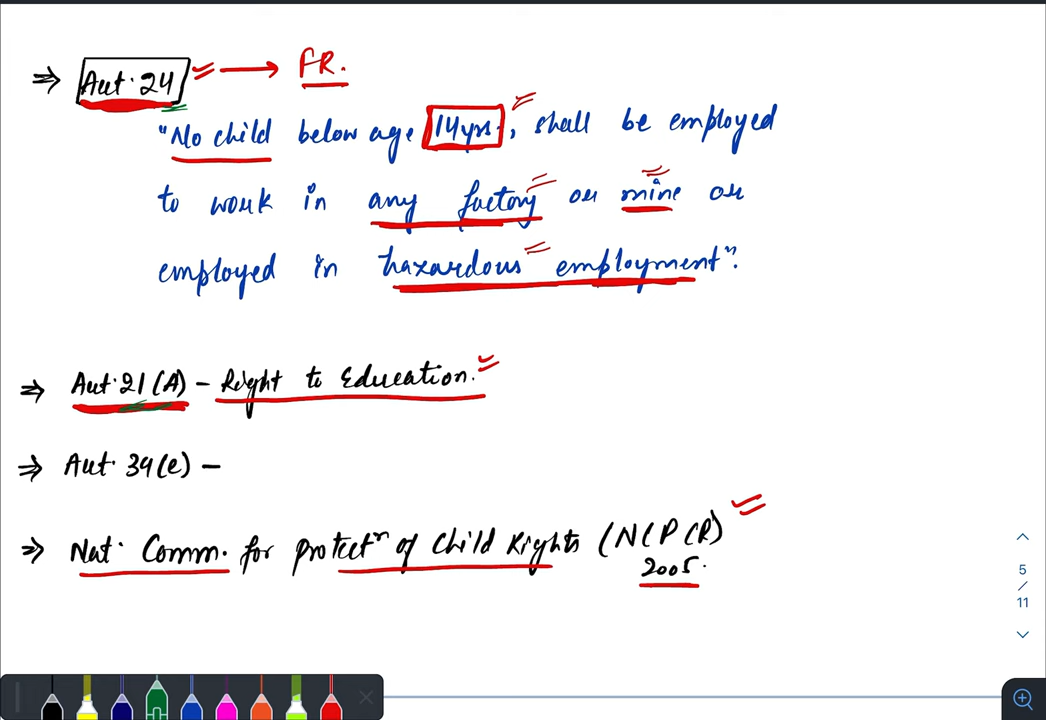 ⇒ Art. 24 → FR.
"No child below age 14yrs., shall be employed
to work in any factory or mine or
employed in hazardous employment".
⇒ Art. 21(A) - Right to Education.
⇒ Art. 39(e) -
⇒ Nat. Comm. for Protectⁿ of Child Rights (NCPCR)
2005.
5
/
11